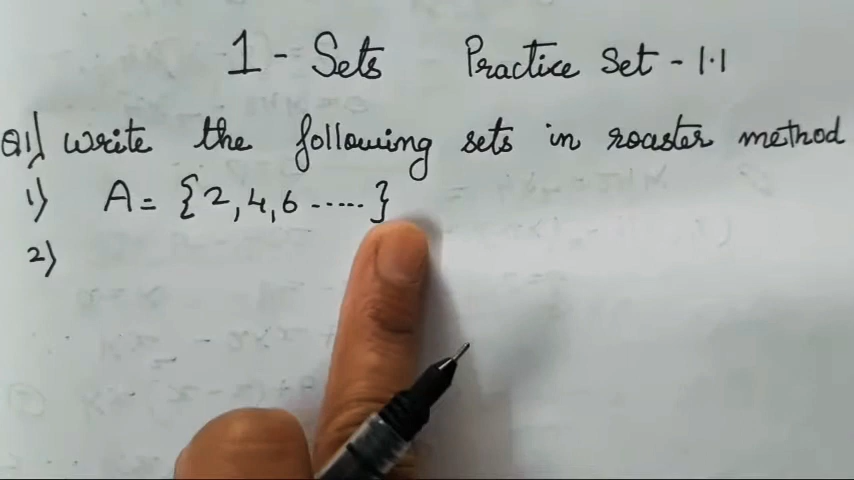 1 - Sets Practice Set - 1.1
Q1) Write the following sets in roaster method
1) A = {2, 4, 6 ..... }
2)